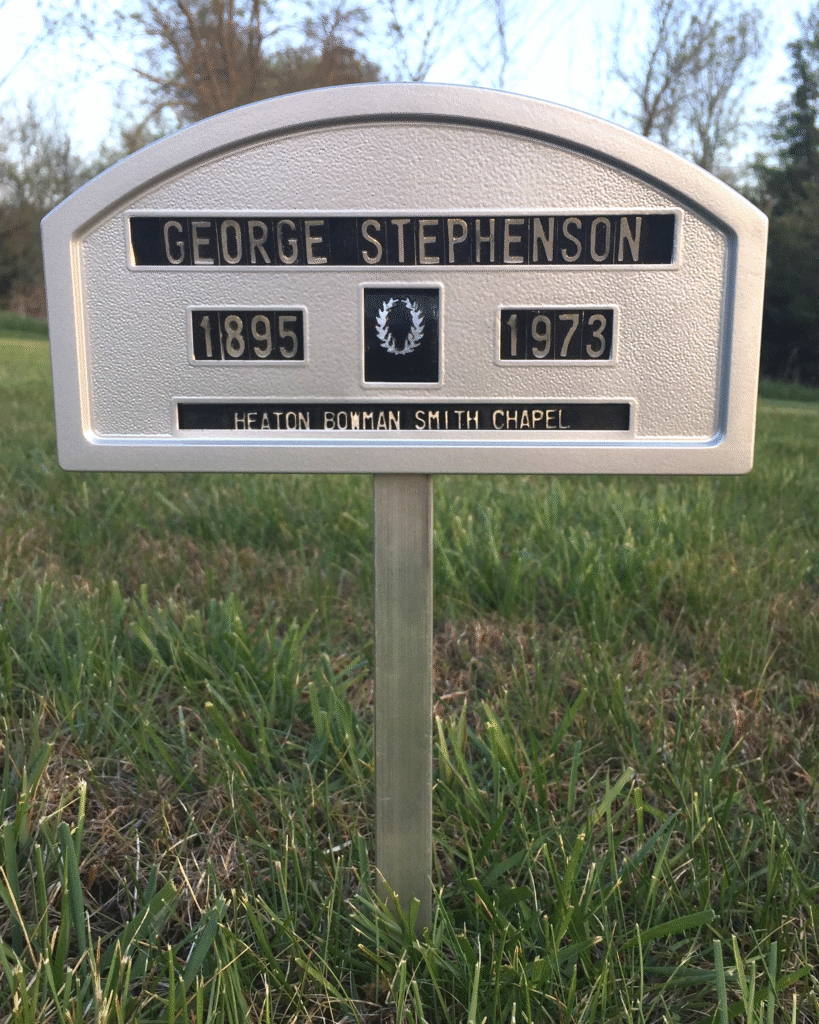 GEORGE STEPHENSON
1895 1973
HEATON BOWMAN SMITH CHAPEL